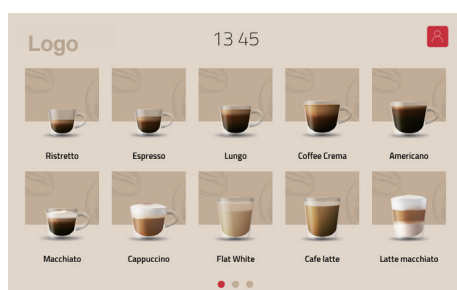 Logo
13 45
Ristretto
Espresso
Lungo
Coffee Crema
Americano
Macchiato
Cappuccino
Flat White
Cafe latte
Latte macchiato